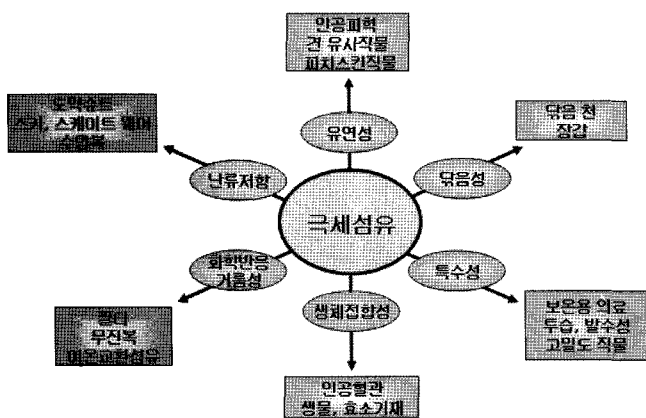 인공피혁
견 유사직물
피치스킨직물
유연성
스키, 스케이트 웨어
수영복
닦음 천
장갑
난류저항
닦음성
극세섬유
화학반응
거름성
특수성
생체접합성
필터
무진복
이온교환섬유
보온용 의료
투습, 발수성
고밀도 직물
인공혈관
생물, 효소기재